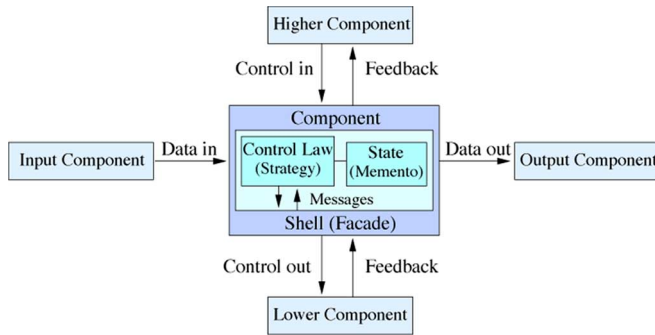 Higher Component
Control in
Feedback
Component
Input Component
Data in
Control Law
(Strategy)
State
(Memento)
Data out
Output Component
Messages
Shell (Facade)
Control out
Feedback
Lower Component